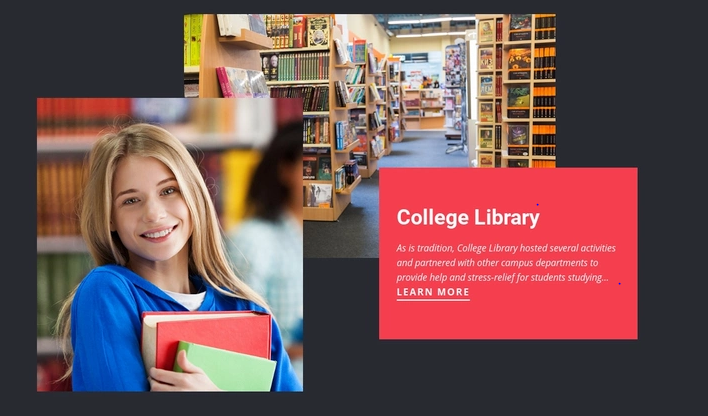 College Library
As is tradition, College Library hosted several activities
and partnered with other campus departments to
provide help and stress-relief for students studying...
LEARN MORE